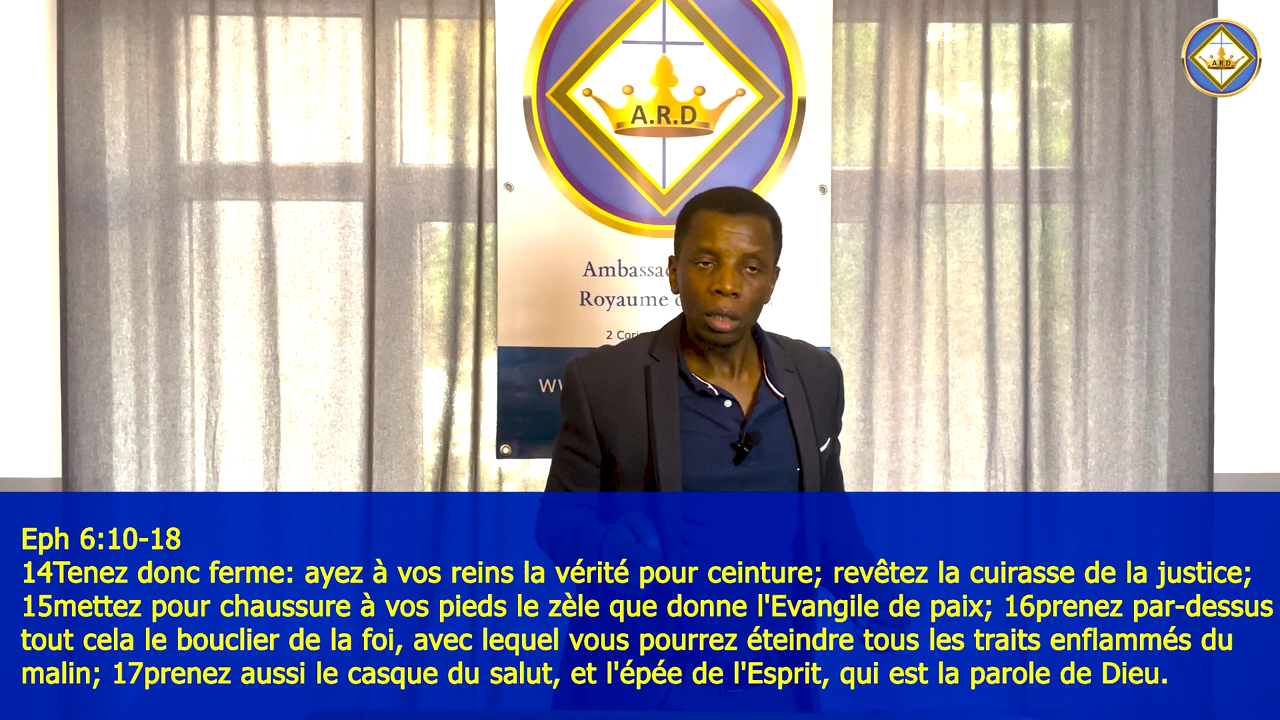 A.R.D
A.R.D
Royaume
2
Eph 6:10-18
14Tenez donc ferme: ayez à vos reins la vérité pour ceinture; revêtez la cuirasse de la justice;
15mettez pour chaussure à vos pieds le zèle que donne l'Evangile de paix; 16prenez par-dessus
tout cela le bouclier de la foi, avec lequel vous pourrez éteindre tous les traits enflammés du
malin; 17prenez aussi le casque du salut, et l'épée de l'Esprit, qui est la parole de Dieu.